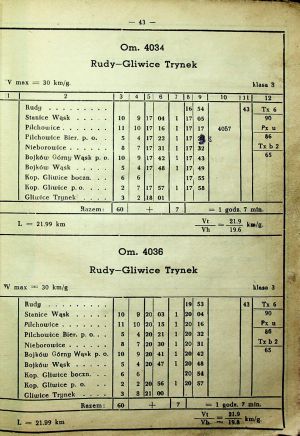 — 43 —
Om. 4034
Rudy—Gliwice Trynek
V max = 30 km/g. klasa 3
1 2 3 4 5 6 7 8 9 10 11 12
Rudy . . . . . . . . . . 16 54 43 Tx 6
Stanice Wąsk . . . . . . 10 9 17 04 1 17 05 90
Pilchowice . . . . . . . 11 10 17 16 1 17 17 4057 Px u
Pilchowice Bier. p. o. . 5 4 17 22 1 17 86
Nieborowice . . . . . . 8 7 17 31 1 17 32 Tx b 2
Bojków Górny Wąsk p. o. 10 9 17 42 1 17 43 65
Bojków Wąsk . . . . . . 5 4 17 48 1 17 49
Kop. Gliwice boczn. . . 6 6 17 55
Kop. Gliwice p. o. . . . 2 7 17 57 1 17 58
Gliwice Trynek . . . . . 3 2 18 01
Razem: 60 + 7 = 1 godz. 7 min.
L = 21.99 km Vt / Vh = 21.9 / 19.6 km/g.
Om. 4036
Rudy—Gliwice Trynek
V max = 30 km/g klasa 3
Rudy . . . . . . . . . . 19 53 43 Tx 6
Stanice Wąsk . . . . . . 10 9 20 03 1 20 04 90
Pilchowice . . . . . . . 11 10 20 15 1 20 16 Px u
Pilchowice Bier. p. o. . 5 4 20 21 1 20 32 86
Nieborowice . . . . . . 8 7 20 30 1 20 31 Tx b 2
Bojków Górny Wąsk p. o. 10 9 20 41 1 20 42 65
Bojków Wąsk . . . . . . 5 4 20 47 1 20 48
Kop. Gliwice boczn. . . 6 6 20 54
Kop. Gliwice p. o. . . . 2 2 20 56 1 20 57
Gliwice Trynek . . . . . 3 8 21 00
Razem: 60 + 7 = 1 godz. 7 min.
L = 21.99 km Vt / Vh = 21.9 / 19.8 km/g.